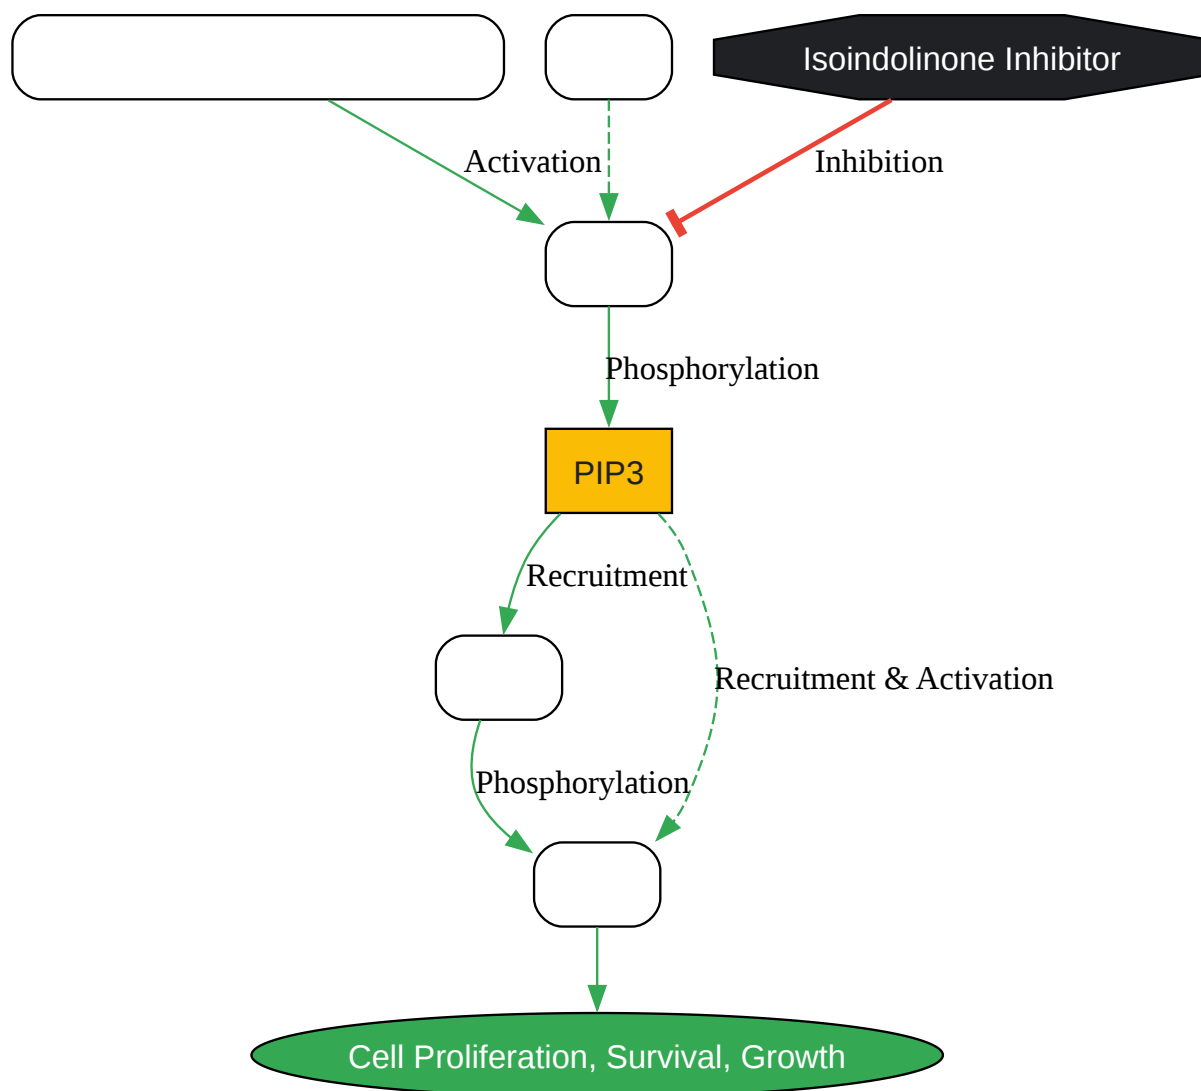 Isoindolinone Inhibitor
Activation
Inhibition
Phosphorylation
PIP3
Recruitment
Recruitment & Activation
Phosphorylation
Cell Proliferation, Survival, Growth